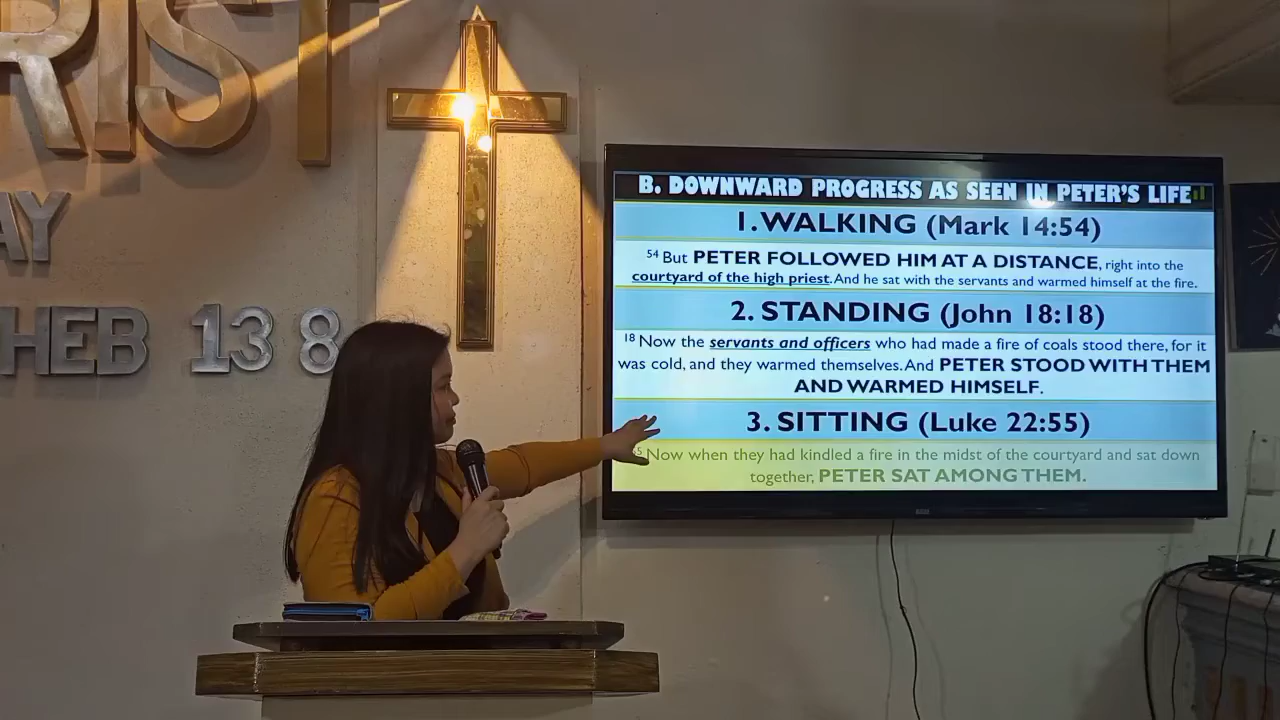 RIST
AY
HEB 13 8
B. DOWNWARD PROGRESS AS SEEN IN PETER'S LIFE
1. WALKING (Mark 14:54)
54 But PETER FOLLOWED HIM AT A DISTANCE, right into the
courtyard of the high priest. And he sat with the servants and warmed himself at the fire.
2. STANDING (John 18:18)
18 Now the servants and officers who had made a fire of coals stood there, for it
was cold, and they warmed themselves. And PETER STOOD WITH THEM
AND WARMED HIMSELF.
3. SITTING (Luke 22:55)
5 Now when they had kindled a fire in the midst of the courtyard and sat down
together, PETER SAT AMONG THEM.